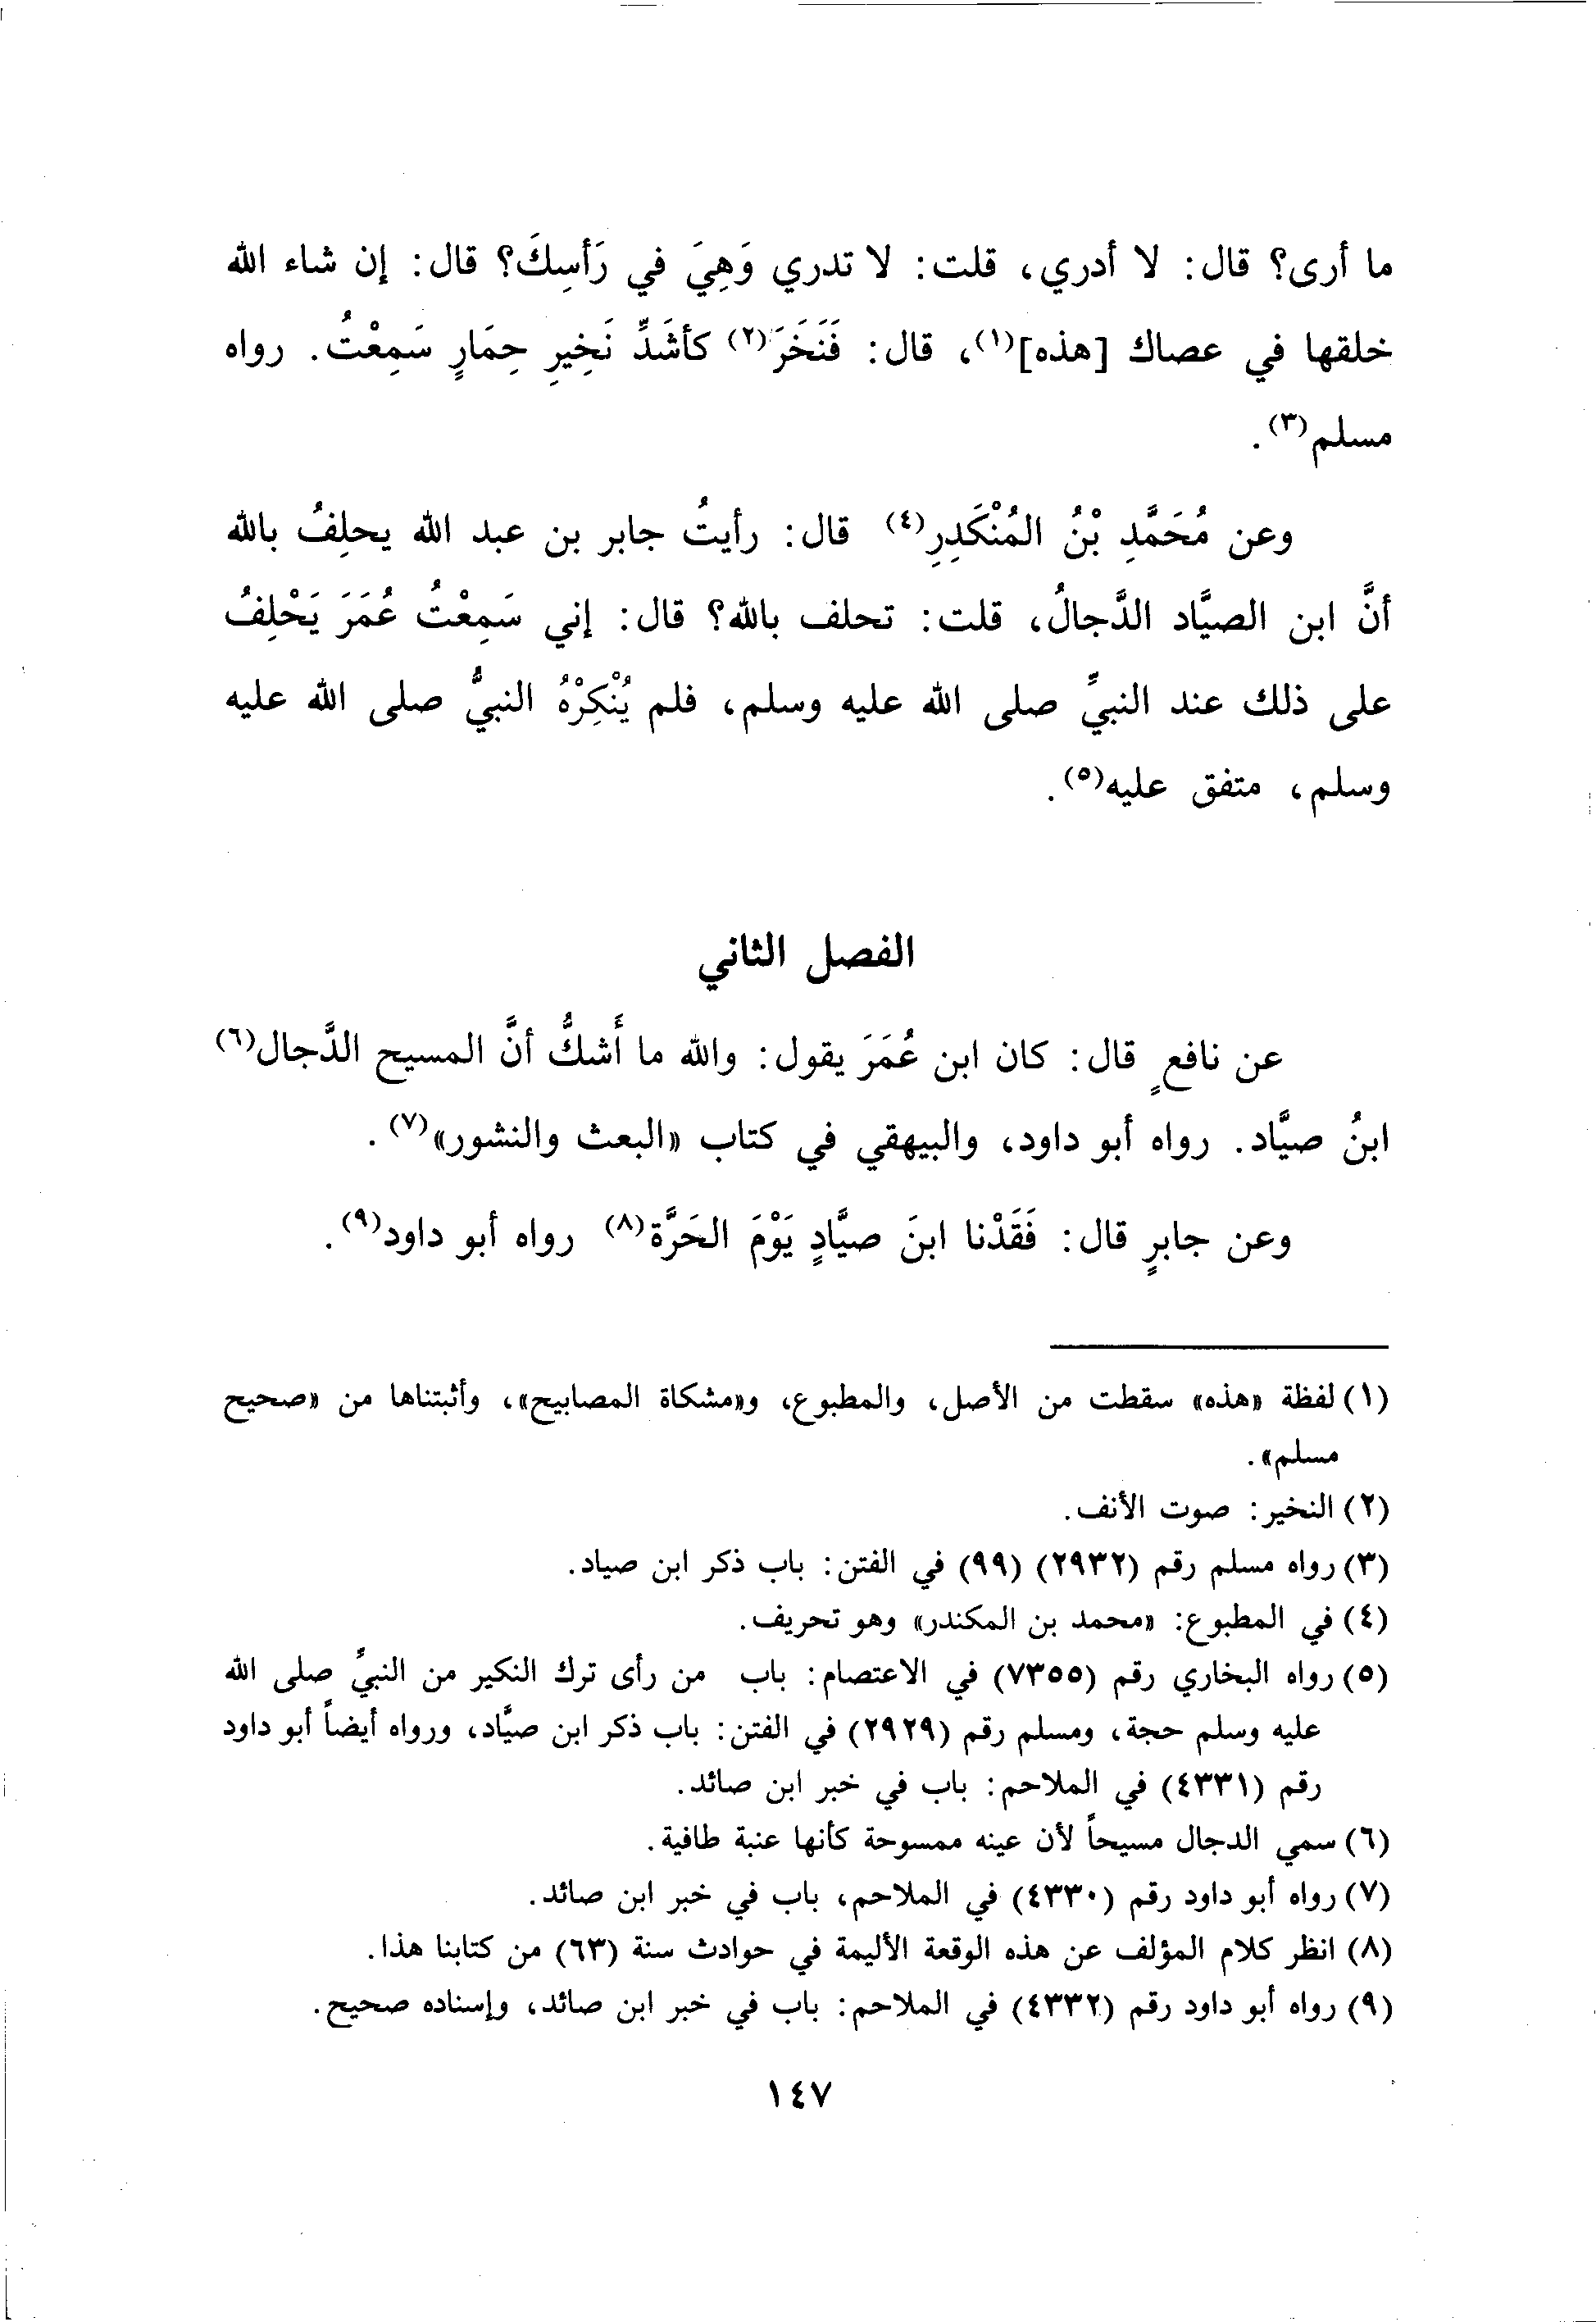 ما أرى؟ قال: لا أدري، قلت: لا تدري وَهِيَ في رَأسِكَ؟ قال: إن شاء الله
خلقها في عصاك [هذه](١)، قال: فَنَخَرَ(٢) كأشَدِّ نَخِيرِ حِمَارٍ سَمِعْتُ. رواه
مسلم(٣).
وعن مُحَمَّدِ بْنُ المُنْكَدِرِ(٤) قال: رأيتُ جابر بن عبد الله يحلِفُ بالله
أنَّ ابن الصيَّاد الدَّجالُ، قلت: تحلف بالله؟ قال: إني سَمِعْتُ عُمَرَ يَحْلِفُ
على ذلك عند النبيِّ صلى الله عليه وسلم، فلم يُنْكِرْهُ النبيُّ صلى الله عليه
وسلم، متفق عليه(٥).
الفصل الثاني
عن نافعٍ قال: كان ابن عُمَرَ يقول: والله ما أَشكُّ أنَّ المسيح الدَّجال(٦)
ابنُ صيَّاد. رواه أبو داود، والبيهقي في كتاب «البعث والنشور»(٧).
وعن جابرٍ قال: فَقَدْنا ابنَ صيَّادٍ يَوْمَ الحَرَّة(٨) رواه أبو داود(٩).
(١) لفظة «هذه» سقطت من الأصل، والمطبوع، و«مشكاة المصابيح»، وأثبتناها من «صحيح
مسلم».
(٢) النخير: صوت الأنف.
(٣) رواه مسلم رقم (٢٩٣٢) (٩٩) في الفتن: باب ذكر ابن صياد.
(٤) في المطبوع: «محمد بن المكندر» وهو تحريف.
(٥) رواه البخاري رقم (٧٣٥٥) في الاعتصام: باب من رأى ترك النكير من النبيِّ صلى الله
عليه وسلم حجة، ومسلم رقم (٢٩٢٩) في الفتن: باب ذكر ابن صيَّاد، ورواه أيضاً أبو داود
رقم (٤٣٣١) في الملاحم: باب في خبر ابن صائد.
(٦) سمي الدجال مسيحاً لأن عينه ممسوحة كأنها عنبة طافية.
(٧) رواه أبو داود رقم (٤٣٣٠) في الملاحم، باب في خبر ابن صائد.
(٨) انظر كلام المؤلف عن هذه الوقعة الأليمة في حوادث سنة (٦٣) من كتابنا هذا.
(٩) رواه أبو داود رقم (٤٣٣٢) في الملاحم: باب في خبر ابن صائد، وإسناده صحيح.
١٤٧